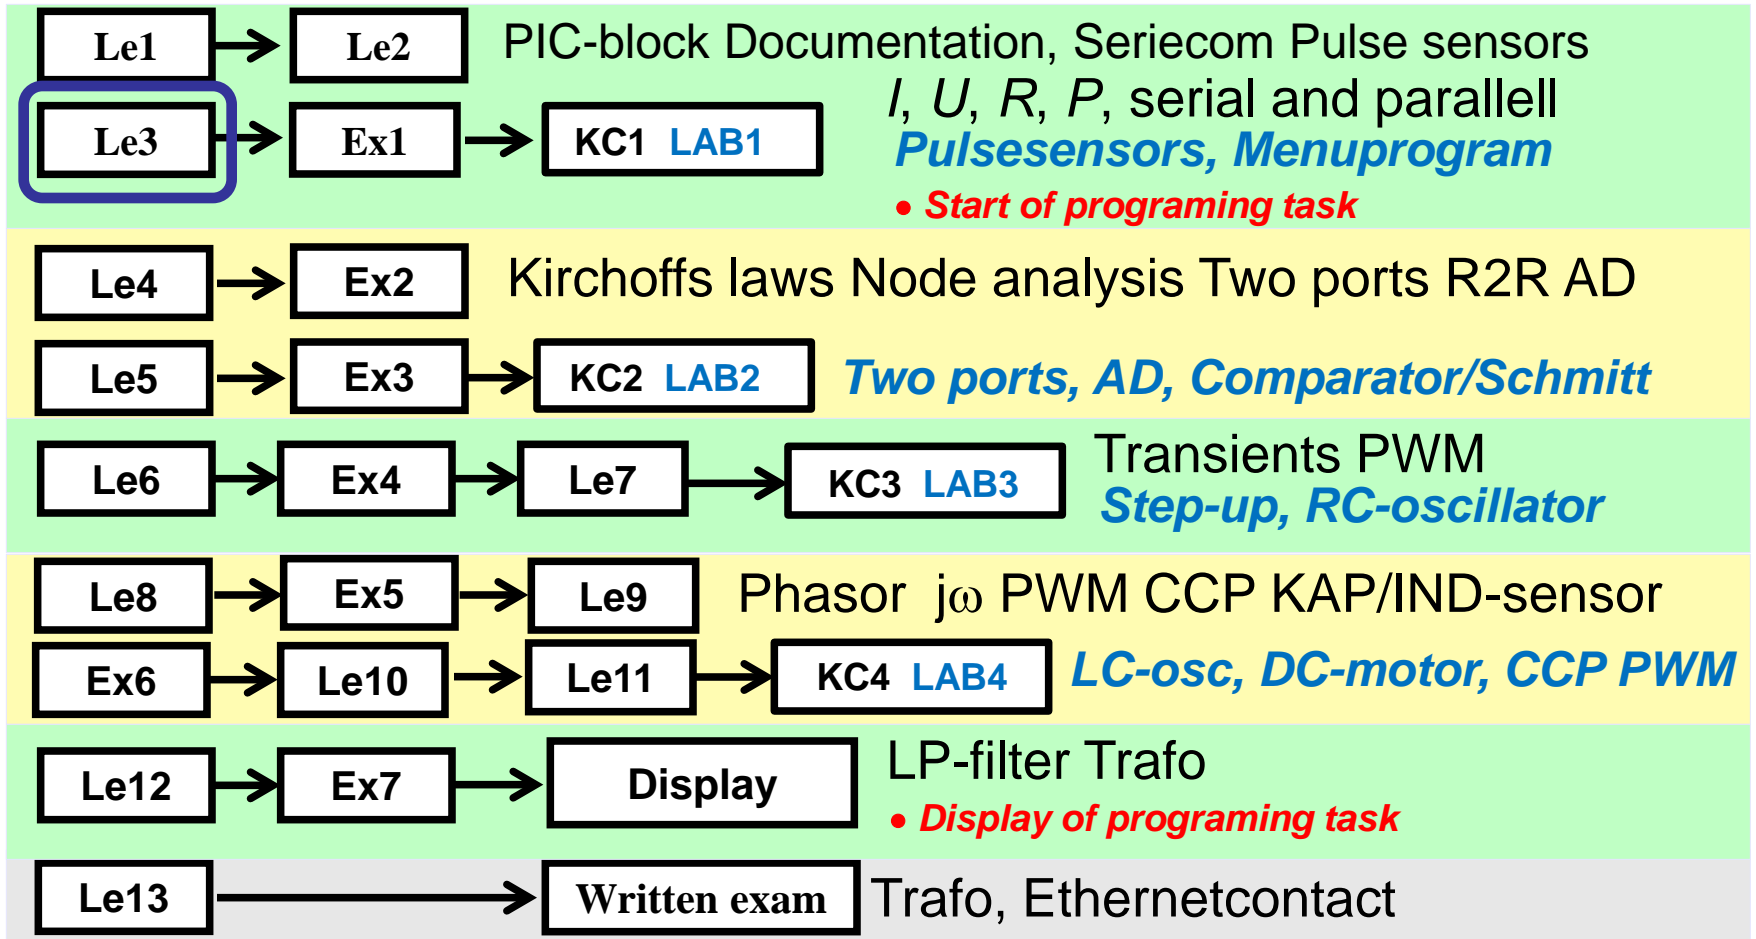 Le1 Le2 PIC-block Documentation, Seriecom Pulse sensors
I, U, R, P, serial and parallell
Le3 Ex1 KC1 LAB1 Pulsesensors, Menuprogram
• Start of programing task
Le4 Ex2 Kirchoffs laws Node analysis Two ports R2R AD
Le5 Ex3 KC2 LAB2 Two ports, AD, Comparator/Schmitt
Le6 Ex4 Le7 KC3 LAB3 Transients PWM
Step-up, RC-oscillator
Le8 Ex5 Le9 Phasor jω PWM CCP KAP/IND-sensor
Ex6 Le10 Le11 KC4 LAB4 LC-osc, DC-motor, CCP PWM
Le12 Ex7 Display LP-filter Trafo
• Display of programing task
Le13 Written exam Trafo, Ethernetcontact